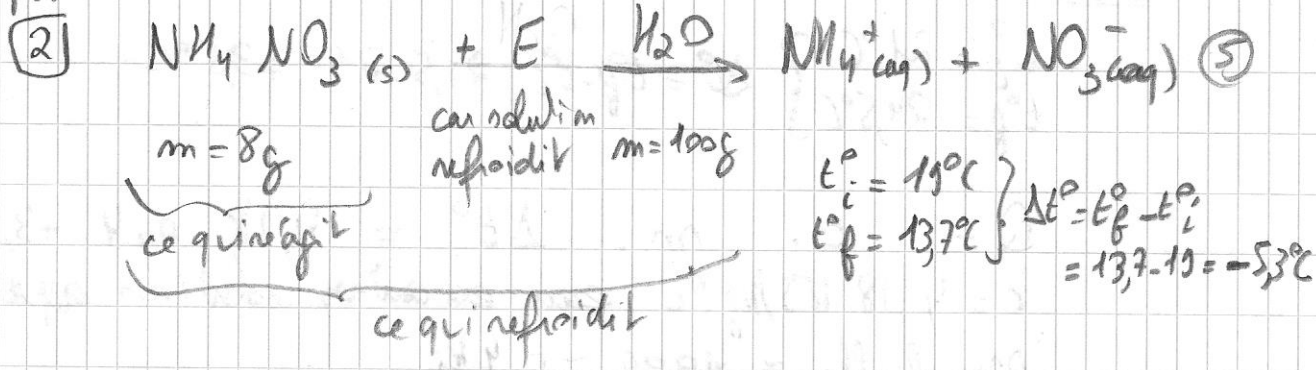 2 NH₄ NO₃ (s) + E H₂O → NH₄⁺(aq) + NO₃⁻(aq) 5
m = 8g
car solution
refroidit
m = 100g
t°i = 19°C
t°f = 13,7°C
Δt° = t°f - t°i
= 13,7 - 19 = - 5,3°C
ce qui réagit
ce qui refroidit